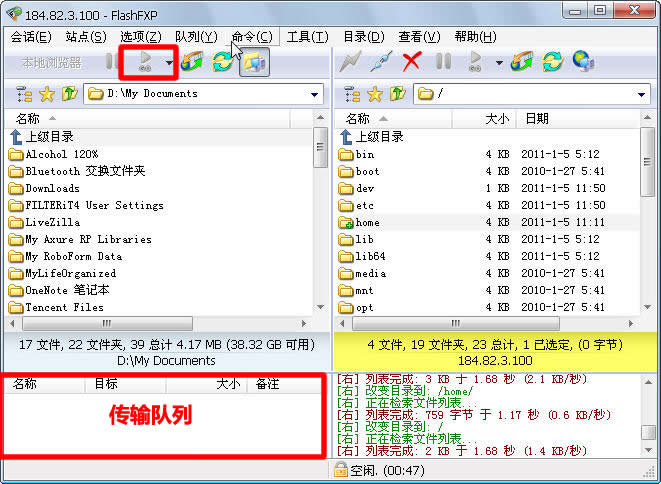 184.82.3.100 - FlashFXP
会话(E) 站点(S) 选项(Z) 队列(Y) 命令(C) 工具(T) 目录(D) 查看(V) 帮助(H)
本地浏览器 GO GO
D:\My Documents /
名称 名称 大小 日期
上级目录 上级目录
Alcohol 120% bin 4 KB 2011-1-5 5:12
Bluetooth 交换文件夹 boot 4 KB 2010-1-27 5:41
Downloads dev 1 KB 2011-1-5 11:50
FILTERiT4 User Settings etc 4 KB 2011-1-5 11:50
LiveZilla home 4 KB 2011-1-5 11:11
My Axure RP Libraries lib 4 KB 2011-1-5 5:12
My RoboForm Data lib64 4 KB 2011-1-5 5:12
MyLifeOrganized media 4 KB 2010-1-27 5:41
OneNote 笔记本 mnt 4 KB 2010-1-27 5:41
Tencent Files opt 4 KB 2010-1-27 5:41
17 文件, 22 文件夹, 39 总计 4.17 MB (38.32 GB 可用) 4 文件, 19 文件夹, 23 总计, 1 已选定, (0 字节)
D:\My Documents 184.82.3.100
名称 目标 大小 备注
传输队列
[右] 列表完成: 3 KB 于 1.68 秒 (2.1 KB/秒)
[右] 改变目录到: /home/
[右] 正在检索文件列表...
[右] 列表完成: 759 字节 于 1.17 秒 (0.6 KB/秒)
[右] 改变目录到: /
[右] 正在检索文件列表...
[右] 列表完成: 2 KB 于 1.68 秒 (1.4 KB/秒)
空闲. (00:47)